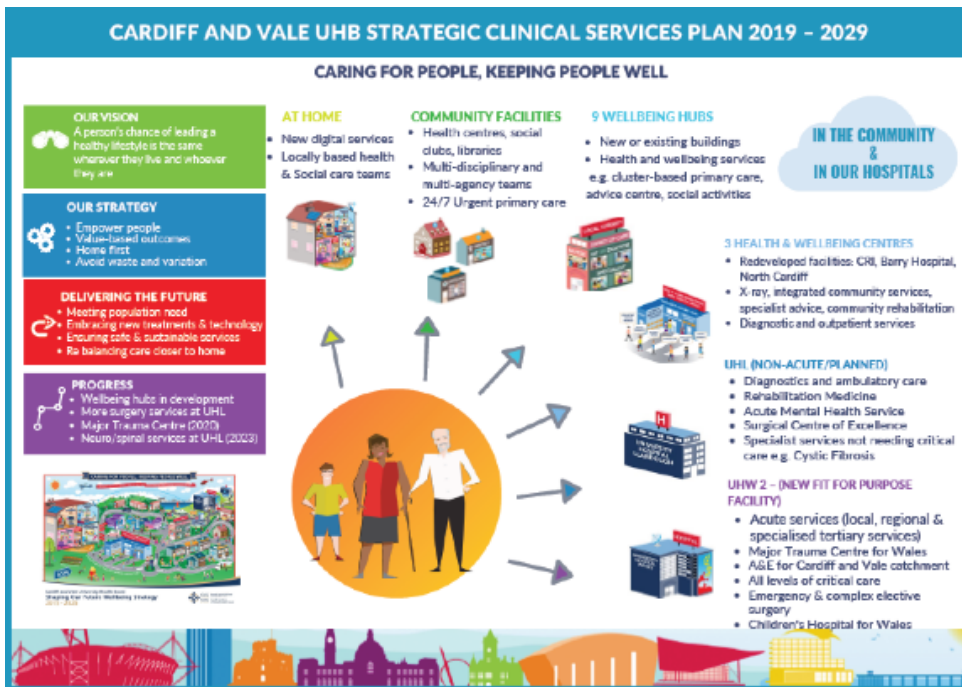 CARDIFF AND VALE UHB STRATEGIC CLINICAL SERVICES PLAN 2019 – 2029
CARING FOR PEOPLE, KEEPING PEOPLE WELL
OUR VISION
A person's chance of leading a
healthy lifestyle is the same
wherever they live and whoever
they are
OUR STRATEGY
• Empower people
• Value-based outcomes
• Home first
• Avoid waste and variation
DELIVERING THE FUTURE
• Meeting population need
• Embracing new treatments & technology
• Ensuring safe & sustainable services
• Re balancing care closer to home
PROGRESS
• Wellbeing hubs in development
• More surgery services at UHL
• Major Trauma Centre (2020)
• Neuro/spinal services at UHL (2023)
Shaping Our Future Wellbeing Strategy
AT HOME
• New digital services
• Locally based health
& Social care teams
COMMUNITY FACILITIES
• Health centres, social
clubs, libraries
• Multi-disciplinary and
multi-agency teams
• 24/7 Urgent primary care
9 WELLBEING HUBS
• New or existing buildings
• Health and wellbeing services
e.g. cluster-based primary care,
advice centre, social activities
IN THE COMMUNITY
&
IN OUR HOSPITALS
3 HEALTH & WELLBEING CENTRES
• Redeveloped facilities: CRI, Barry Hospital,
North Cardiff
• X-ray, integrated community services,
specialist advice, community rehabilitation
• Diagnostic and outpatient services
UHL (NON-ACUTE/PLANNED)
• Diagnostics and ambulatory care
• Rehabilitation Medicine
• Acute Mental Health Service
• Surgical Centre of Excellence
• Specialist services not needing critical
care e.g. Cystic Fibrosis
H
UNIVERSITY
HOSPITAL
LLANDOUGH
UHW 2 – (NEW FIT FOR PURPOSE
FACILITY)
• Acute services (local, regional &
specialised tertiary services)
• Major Trauma Centre for Wales
• A&E for Cardiff and Vale catchment
• All levels of critical care
• Emergency & complex elective
surgery
• Children's Hospital for Wales